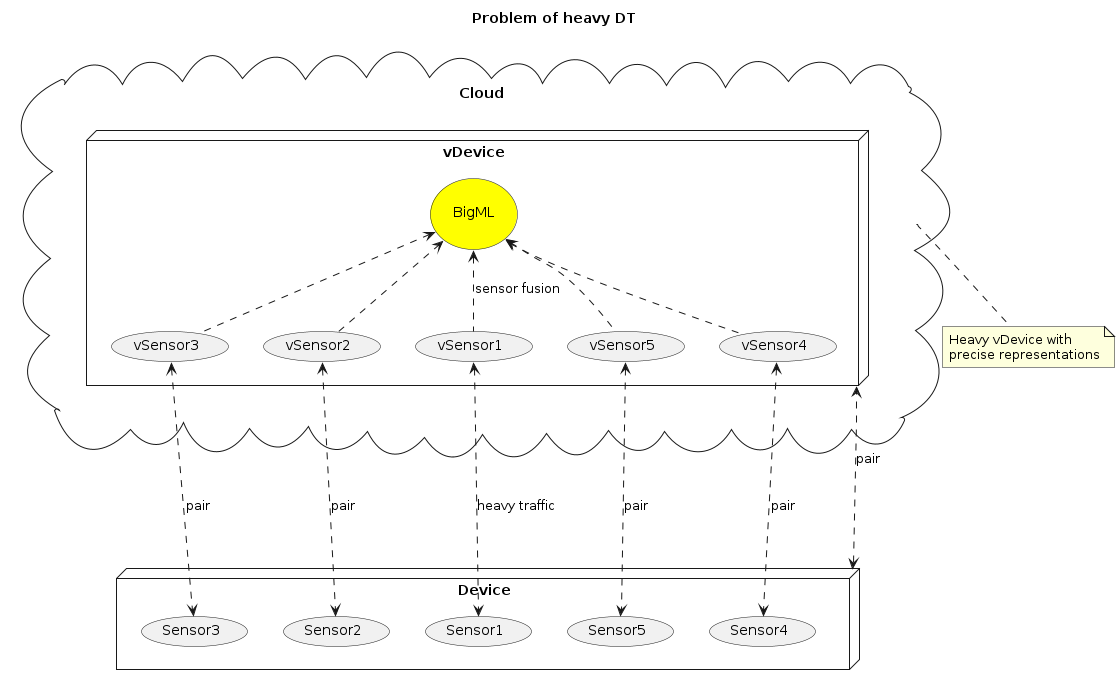 Problem of heavy DT
Cloud
vDevice
BigML
sensor fusion
vSensor3
vSensor2
vSensor1
vSensor5
vSensor4
Heavy vDevice with
precise representations
pair
pair
pair
heavy traffic
pair
pair
Device
Sensor3
Sensor2
Sensor1
Sensor5
Sensor4